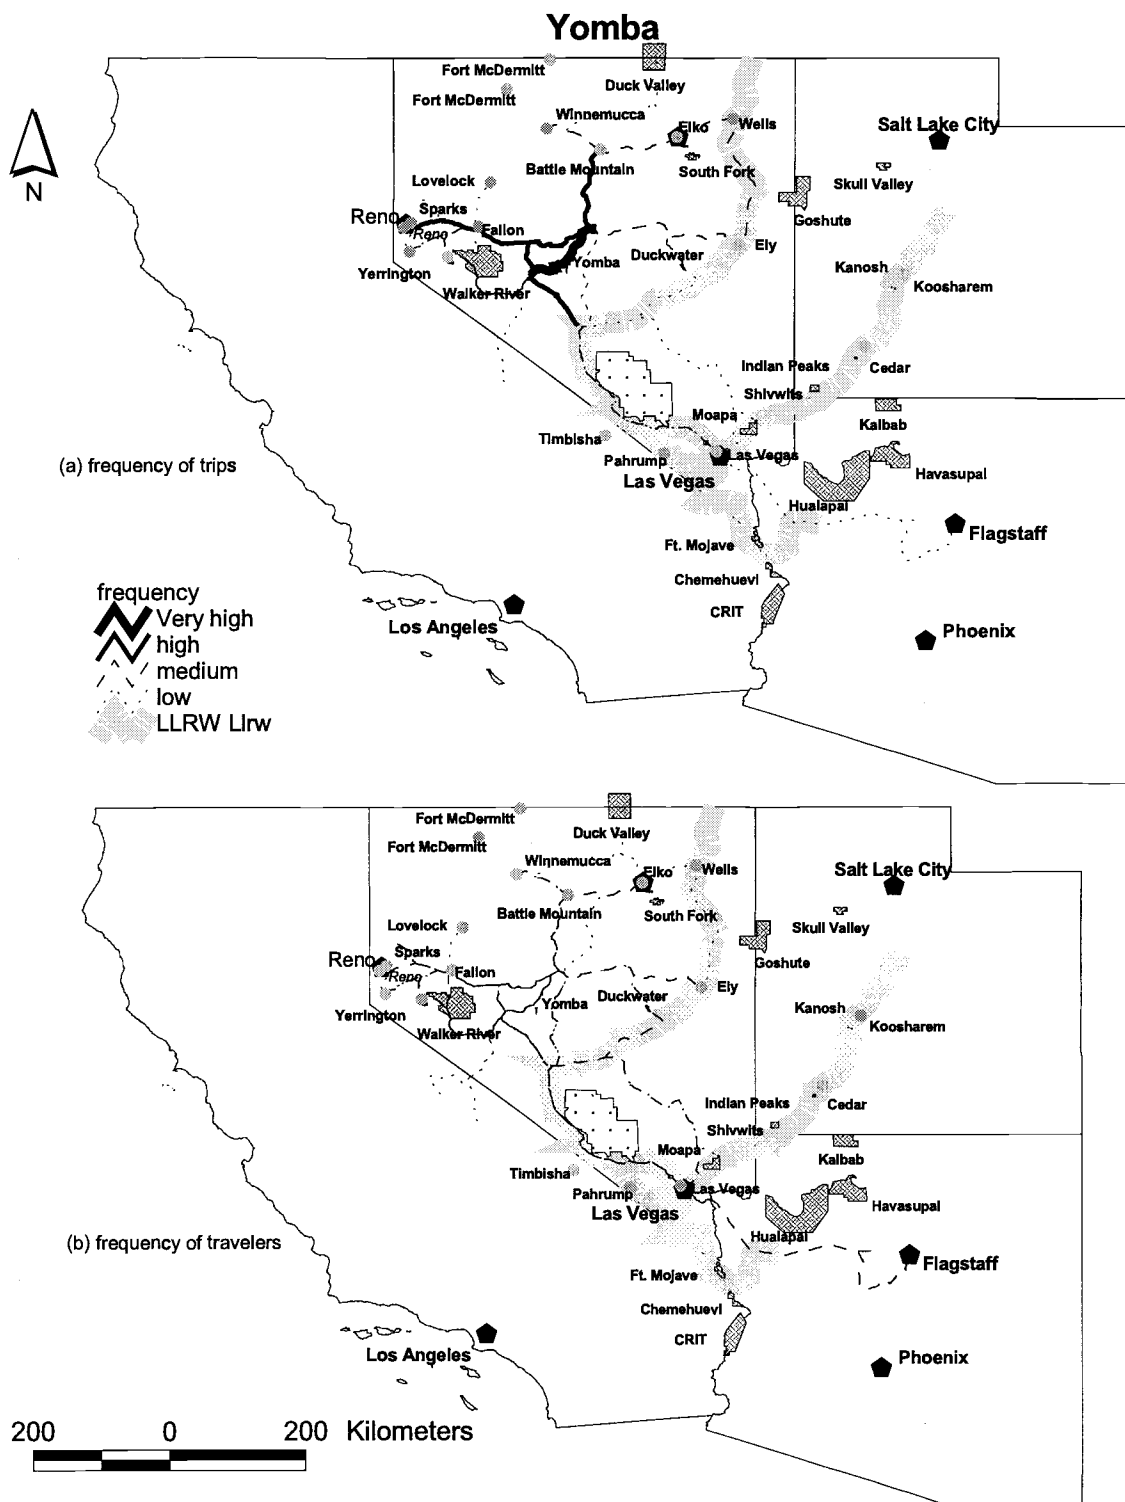 Yomba
Fort McDermitt
Duck Valley
Fort McDermitt
Winnemucca
Elko
Wells
Salt Lake City
N
Battle Mountain
South Fork
Skull Valley
Lovelock
Goshute
Reno
Sparks
Reno
Fallon
Ely
Yomba
Duckwater
Kanosh
Yerrington
Koosharem
Walker River
Indian Peaks
Cedar
Shivwits
Moapa
Kaibab
Timbisha
(a) frequency of trips
Pahrump
Las Vegas
Havasupai
Las Vegas
Hualapai
Ft. Mojave
Flagstaff
Chemehuevi
frequency
Very high
CRIT
Los Angeles
Phoenix
high
medium
low
LLRW Llrw
Fort McDermitt
Duck Valley
Fort McDermitt
Winnemucca
Elko
Wells
Salt Lake City
Battle Mountain
South Fork
Lovelock
Skull Valley
Sparks
Reno
Reno
Fallon
Goshute
Ely
Yomba
Duckwater
Kanosh
Yerrington
Koosharem
Walker River
Indian Peaks
Cedar
Shivwits
Moapa
Kaibab
Timbisha
Pahrump
Las Vegas
Havasupai
Las Vegas
(b) frequency of travelers
Hualapai
Ft. Mojave
Flagstaff
Chemehuevi
CRIT
Los Angeles
Phoenix
200 0 200 Kilometers